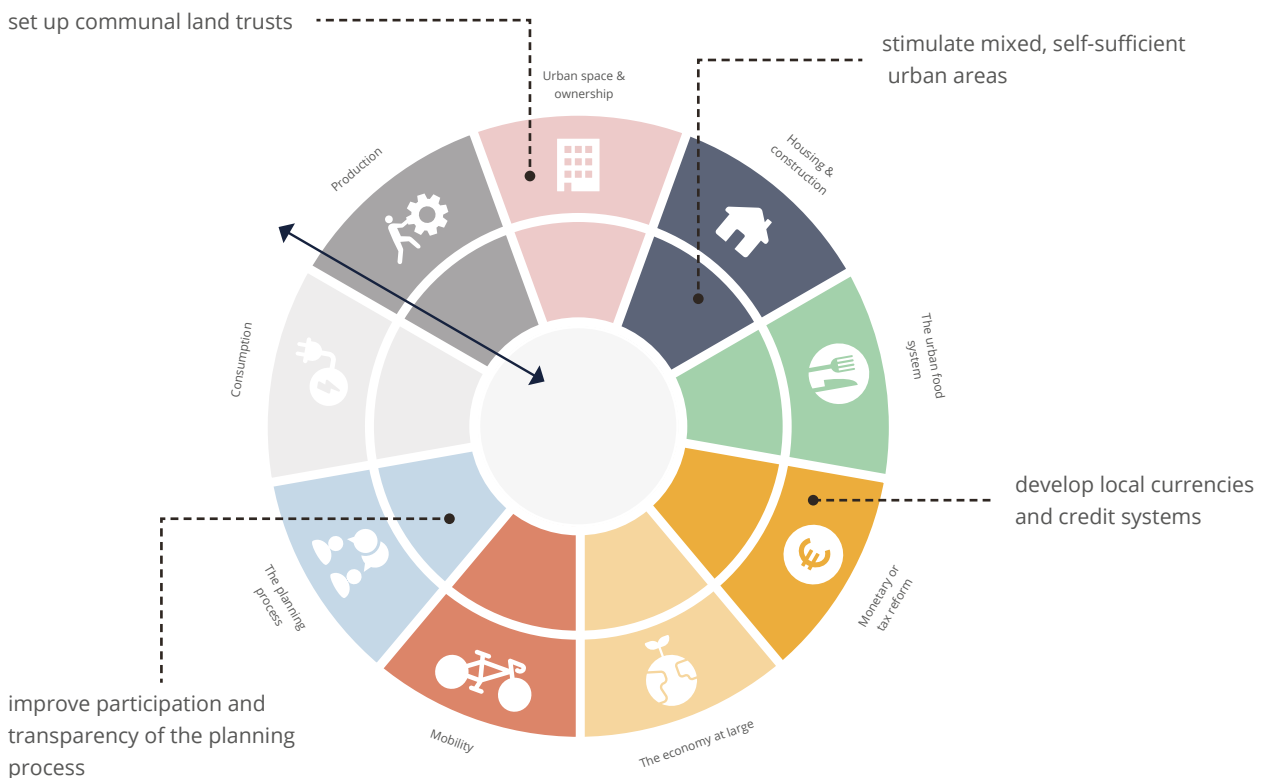 set up communal land trusts
stimulate mixed, self-sufficient
urban areas
Urban space &
ownership
Housing &
construction
Production
The urban food
system
Consumption
develop local currencies
and credit systems
Monetary or
tax reform
The planning
process
improve participation and
transparency of the planning
process
Mobility
The economy at large
€